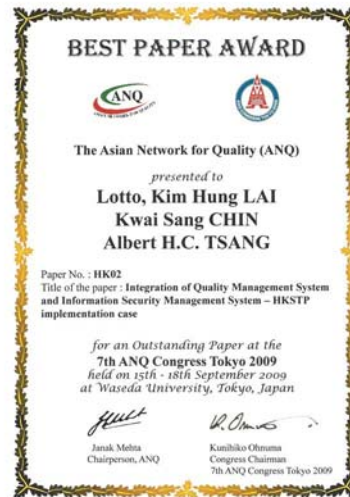 BEST PAPER AWARD
ANQ
The Asian Network for Quality (ANQ)
presented to
Lotto, Kim Hung LAI
Kwai Sang CHIN
Albert H.C. TSANG
Paper No. : HK02
Title of the paper : Integration of Quality Management System
and Information Security Management System – HKSTP
implementation case
for an Outstanding Paper at the
7th ANQ Congress Tokyo 2009
held on 15th - 18th September 2009
at Waseda University, Tokyo, Japan
Janak Mehta
Chairperson, ANQ
Kunihiko Ohnuma
Congress Chairman
7th ANQ Congress Tokyo 2009